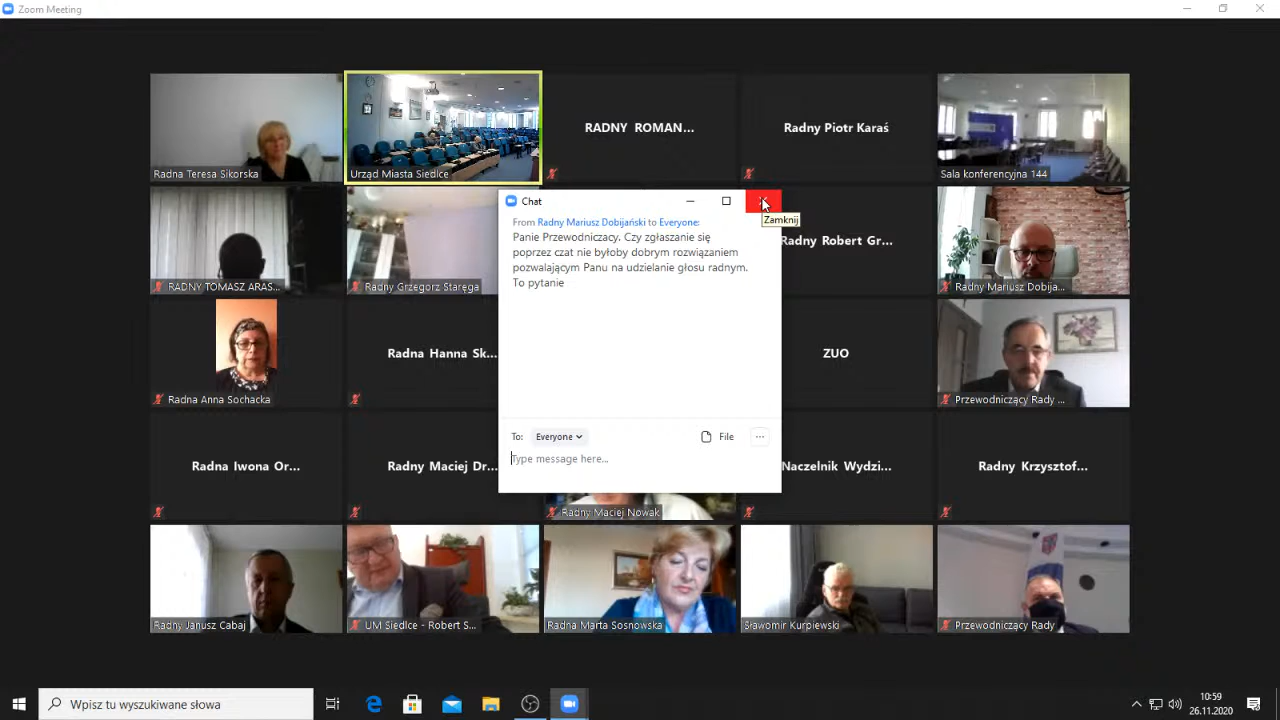 Zoom Meeting
Radna Teresa Sikorska
Urząd Miasta Siedlce
RADNY ROMAN...
Radny Piotr Karaś
Sala konferencyjna 144
Chat
Zamknij
From Radny Mariusz Dobijański to Everyone:
Panie Przewodniczacy. Czy zgłaszanie się
poprzez czat nie byłoby dobrym rozwiązaniem
pozwalającym Panu na udzielanie głosu radnym.
To pytanie
RADNY TOMASZ ARAS...
Radny Grzegorz Staręga
Radny Robert Gr...
Radny Mariusz Dobija...
Radna Anna Sochacka
Radna Hanna Sk...
ZUO
Przewodniczący Rady ...
To: Everyone
File
...
Type message here...
Radna Iwona Or...
Radny Maciej Dr...
Radny Maciej Nowak
Naczelnik Wydzi...
Radny Krzysztof...
Radny Janusz Cabaj
UM Siedlce - Robert S...
Radna Marta Sosnowska
Sławomir Kurpiewski
Przewodniczący Rady
Wpisz tu wyszukiwane słowa
10:59
26.11.2020